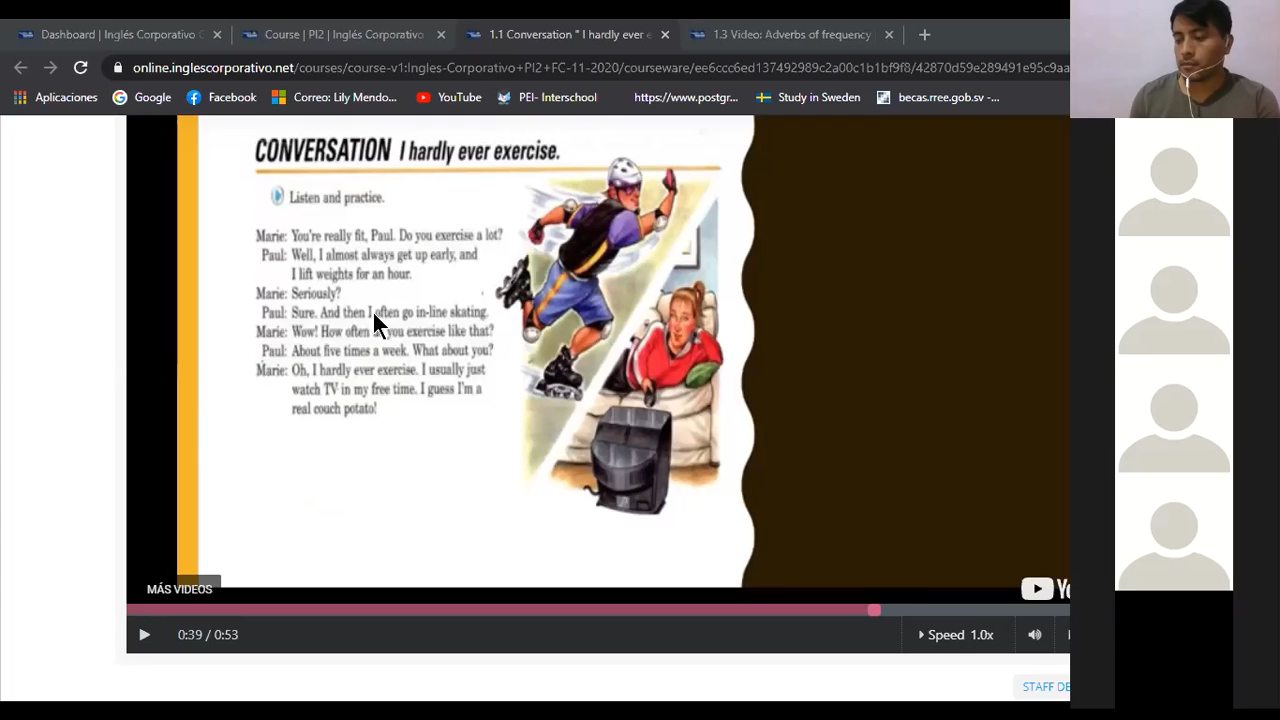 Dashboard | Inglés Corporativo
Course | PI2 | Inglés Corporativo
1.1 Conversation " I hardly ever e
1.3 Video: Adverbs of frequency
online.inglescorporativo.net/courses/course-v1:Ingles-Corporativo+PI2+FC-11-2020/courseware/ee6ccc6ed137492989c2a00c1b1bf9f8/42870d59e289491e95c9aa
Aplicaciones
Google
Facebook
Correo: Lily Mendo...
YouTube
PEI- Interschool
https://www.postgr...
Study in Sweden
becas.rree.gob.sv -...
CONVERSATION I hardly ever exercise.
Listen and practice.
Marie: You're really fit, Paul. Do you exercise a lot?
Paul: Well, I almost always get up early, and
I lift weights for an hour.
Marie: Seriously?
Paul: Sure. And then I often go in-line skating.
Marie: Wow! How often you exercise like that?
Paul: About five times a week. What about you?
Marie: Oh, I hardly ever exercise. I usually just
watch TV in my free time. I guess I'm a
real couch potato!
MÁS VIDEOS
0:39 / 0:53
Speed 1.0x
STAFF DE